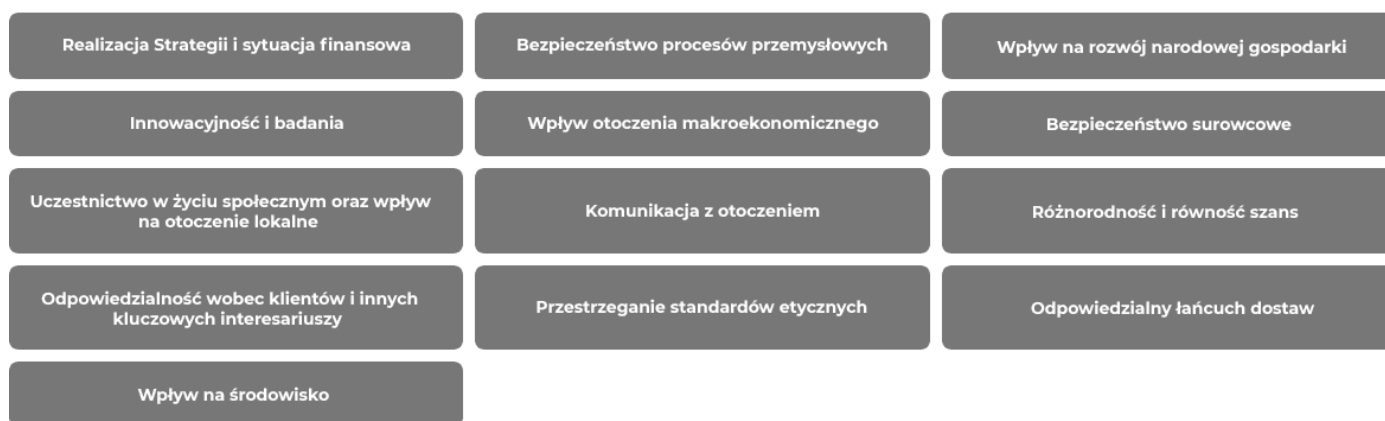 Realizacja Strategii i sytuacja finansowa
Bezpieczeństwo procesów przemysłowych
Wpływ na rozwój narodowej gospodarki
Innowacyjność i badania
Wpływ otoczenia makroekonomicznego
Bezpieczeństwo surowcowe
Uczestnictwo w życiu społecznym oraz wpływ
na otoczenie lokalne
Komunikacja z otoczeniem
Różnorodność i równość szans
Odpowiedzialność wobec klientów i innych
kluczowych interesariuszy
Przestrzeganie standardów etycznych
Odpowiedzialny łańcuch dostaw
Wpływ na środowisko